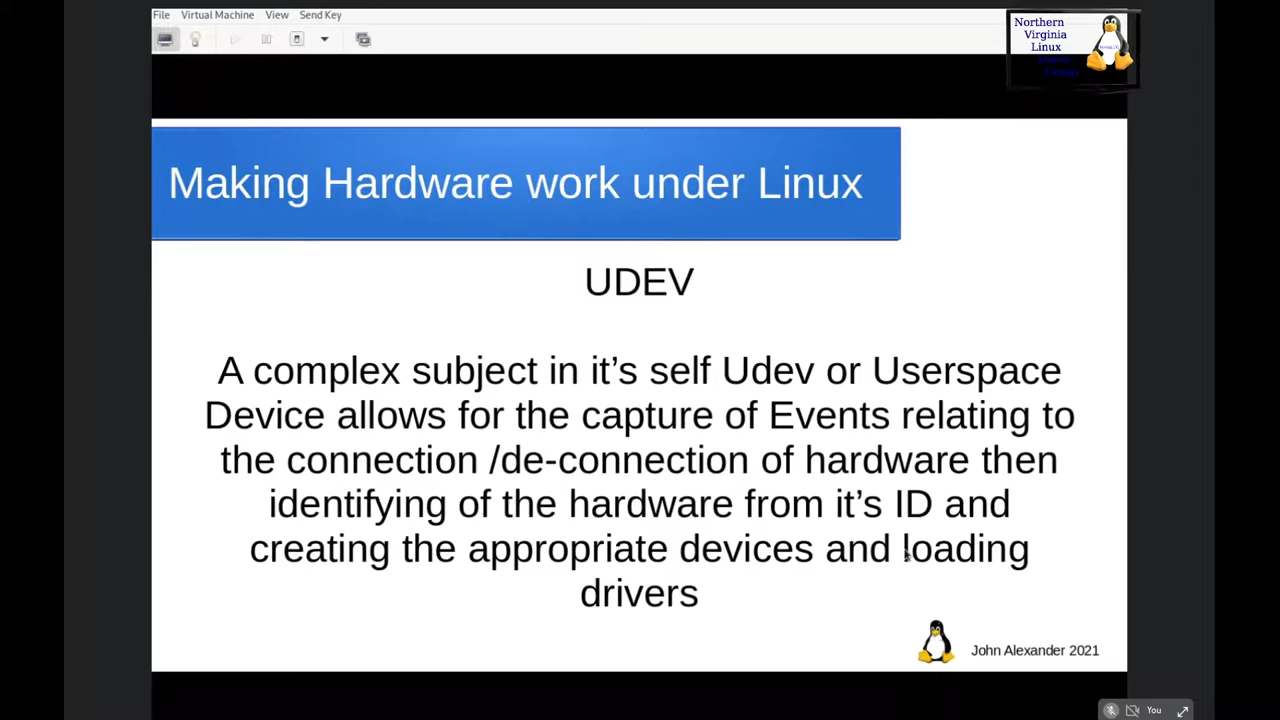 File Virtual Machine View Send Key
Northern
Virginia
Linux
Users
Group
Making Hardware work under Linux
UDEV
A complex subject in it’s self Udev or Userspace
Device allows for the capture of Events relating to
the connection /de-connection of hardware then
identifying of the hardware from it’s ID and
creating the appropriate devices and loading
drivers
John Alexander 2021
You